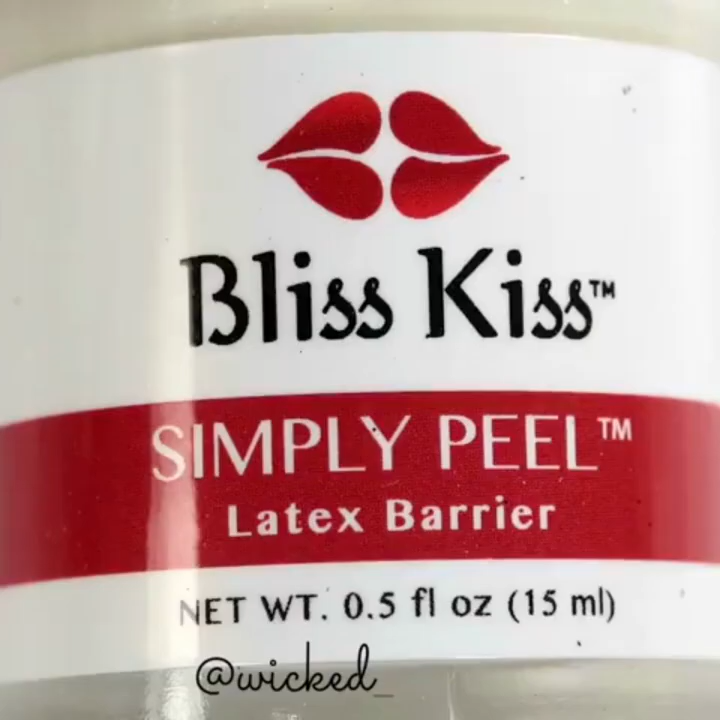 Bliss Kiss™
SIMPLY PEEL™
Latex Barrier
NET WT. 0.5 fl oz (15 ml)
@wicked_